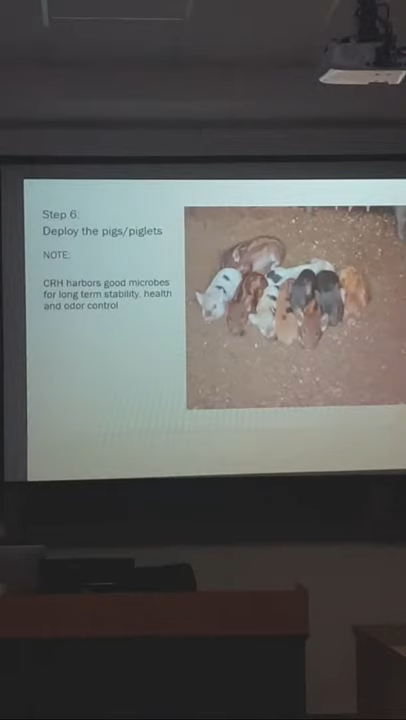 Step 6:
Deploy the pigs/piglets
NOTE:
CRH harbors good microbes
for long term stability, health
and odor control